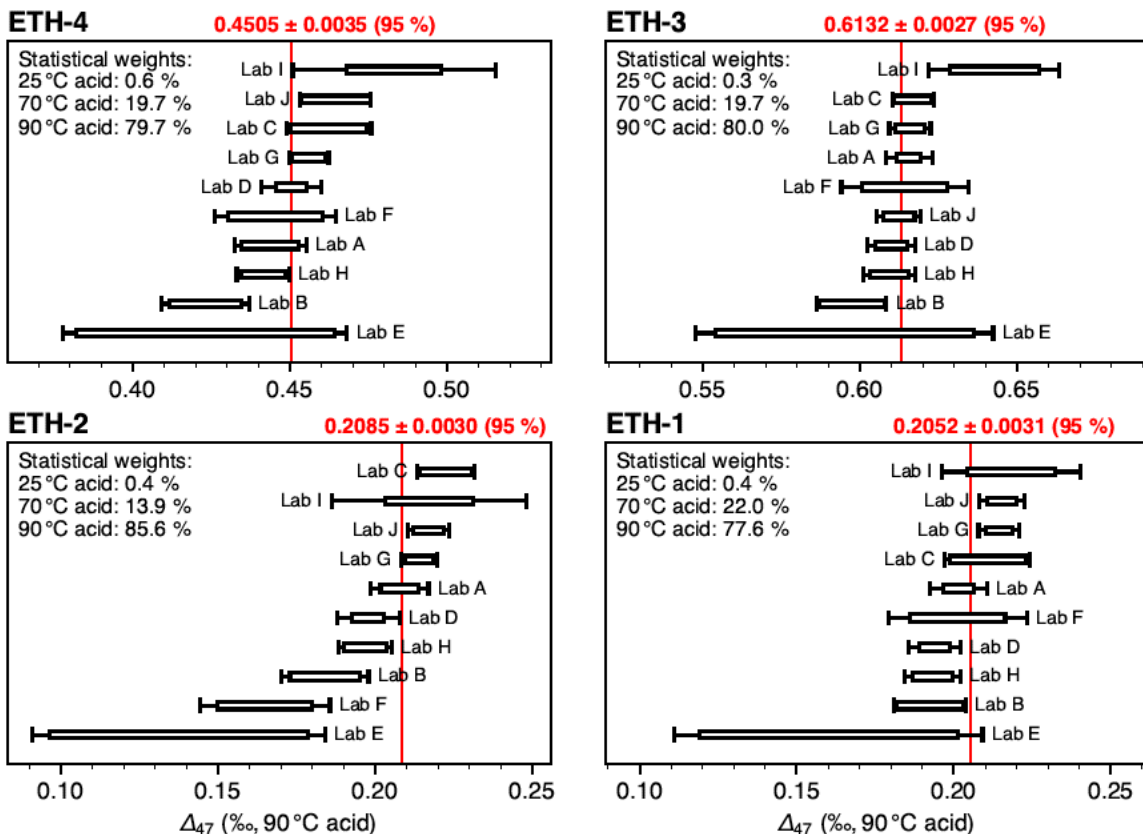 ETH-4
0.4505 ± 0.0035 (95 %)
Statistical weights:
25 °C acid: 0.6 %
70 °C acid: 19.7 %
90 °C acid: 79.7 %
Lab I
Lab J
Lab C
Lab G
Lab D
Lab F
Lab A
Lab H
Lab B
Lab E
0.40 0.45 0.50
ETH-3
0.6132 ± 0.0027 (95 %)
Statistical weights:
25 °C acid: 0.3 %
70 °C acid: 19.7 %
90 °C acid: 80.0 %
Lab I
Lab C
Lab G
Lab A
Lab F
Lab J
Lab D
Lab H
Lab B
Lab E
0.55 0.60 0.65
ETH-2
0.2085 ± 0.0030 (95 %)
Statistical weights:
25 °C acid: 0.4 %
70 °C acid: 13.9 %
90 °C acid: 85.6 %
Lab C
Lab I
Lab J
Lab G
Lab A
Lab D
Lab H
Lab B
Lab F
Lab E
0.10 0.15 0.20 0.25
Δ47 (‰, 90 °C acid)
ETH-1
0.2052 ± 0.0031 (95 %)
Statistical weights:
25 °C acid: 0.4 %
70 °C acid: 22.0 %
90 °C acid: 77.6 %
Lab I
Lab J
Lab G
Lab C
Lab A
Lab F
Lab D
Lab H
Lab B
Lab E
0.10 0.15 0.20 0.25
Δ47 (‰, 90 °C acid)